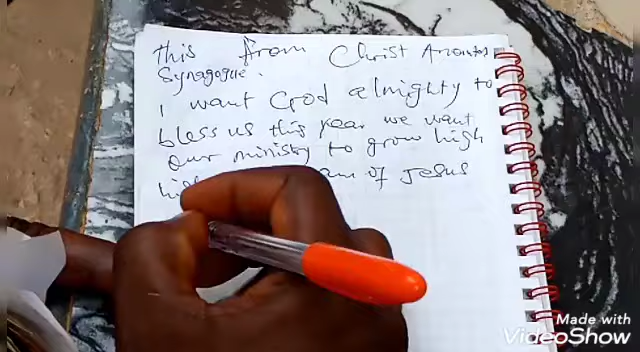 this from Christ Anointed
Synagogue.
I want God almighty to
bless us this year we want
our ministry to grow high
of Jesus
Made with
VideoShow